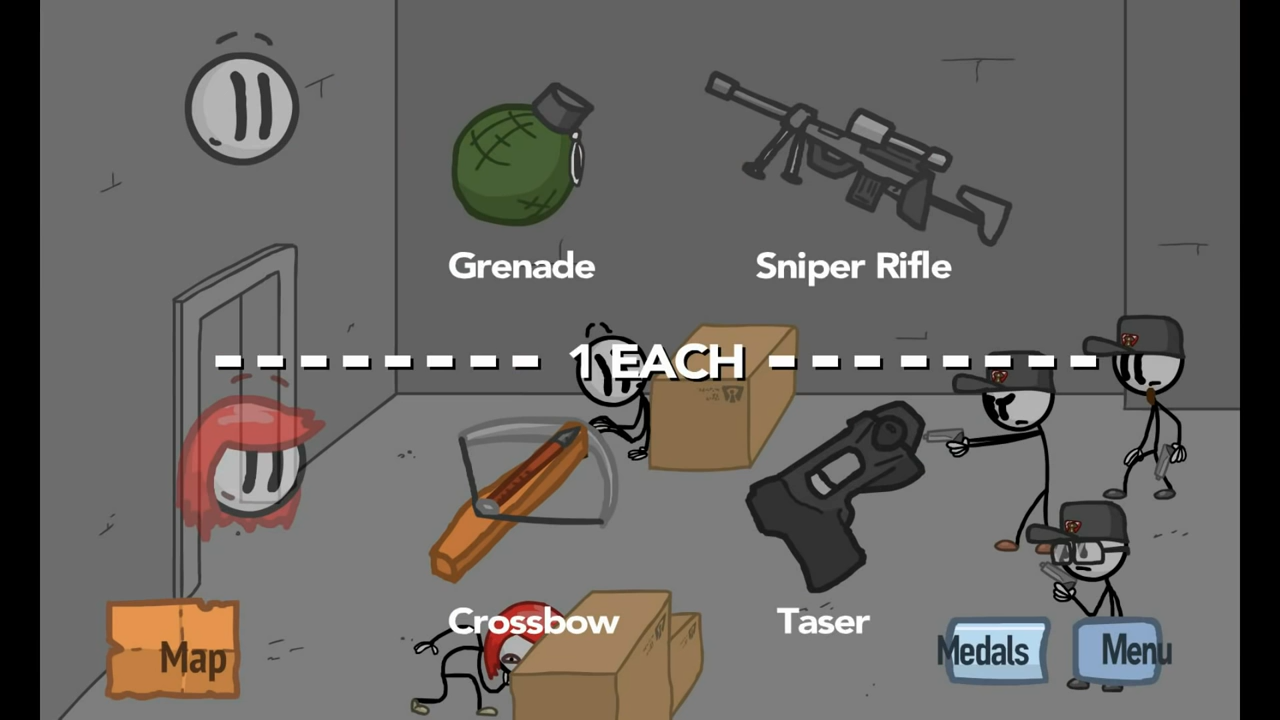 Grenade
Sniper Rifle
1 EACH
Crossbow
Taser
Map
Medals
Menu